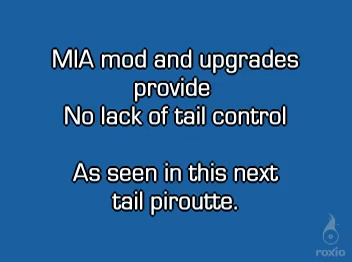 MIA mod and upgrades
provide
No lack of tail control
As seen in this next
tail piroutte.
roxio